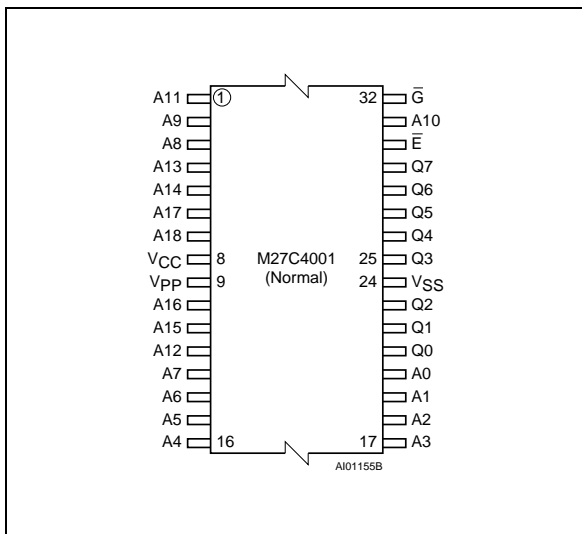 A11 1 32 G̅
A9 A10
A8 E̅
A13 Q7
A14 Q6
A17 Q5
A18 Q4
VCC 8 M27C4001 25 Q3
VPP 9 (Normal) 24 VSS
A16 Q2
A15 Q1
A12 Q0
A7 A0
A6 A1
A5 A2
A4 16 17 A3
AI01155B